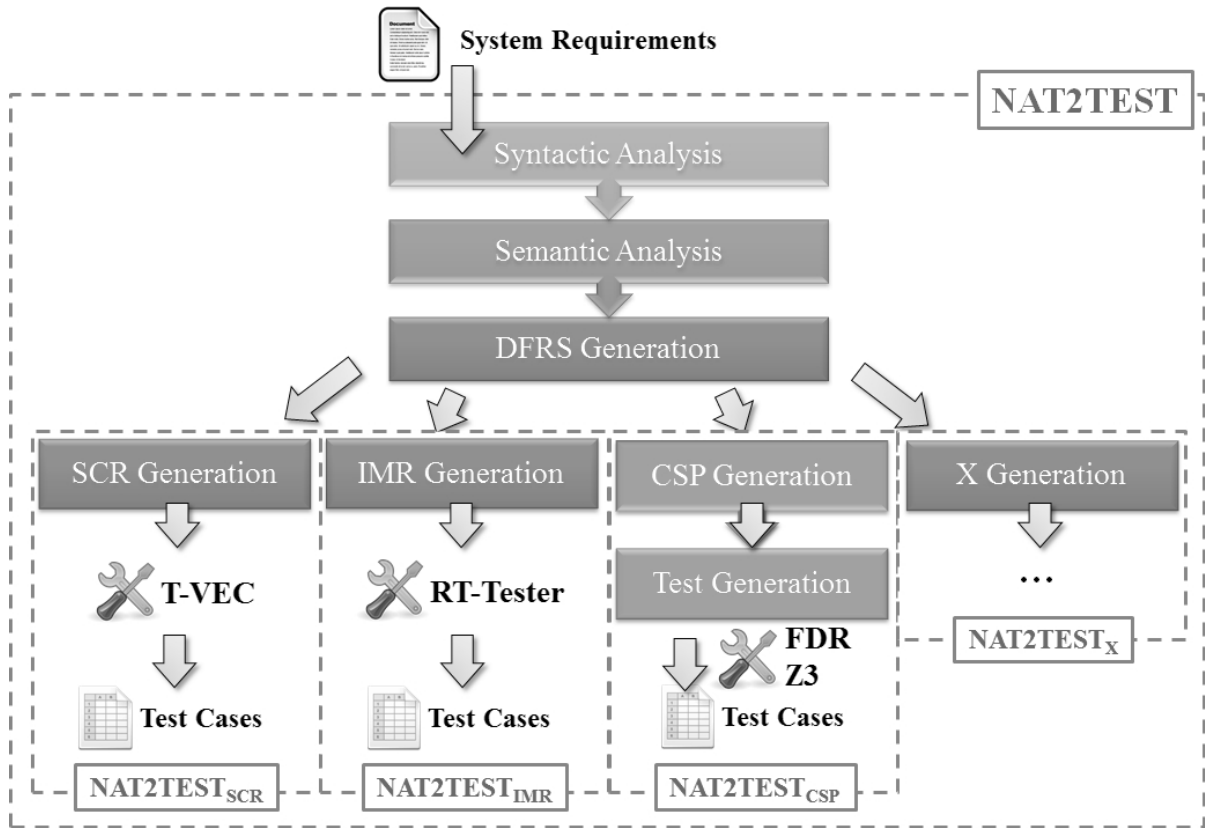 Document
System Requirements
NAT2TEST
Syntactic Analysis
Semantic Analysis
DFRS Generation
SCR Generation
IMR Generation
CSP Generation
X Generation
Test Generation
T-VEC
RT-Tester
...
FDR
Z3
NAT2TESTX
Test Cases
Test Cases
Test Cases
NAT2TESTSCR
NAT2TESTIMR
NAT2TESTCSP